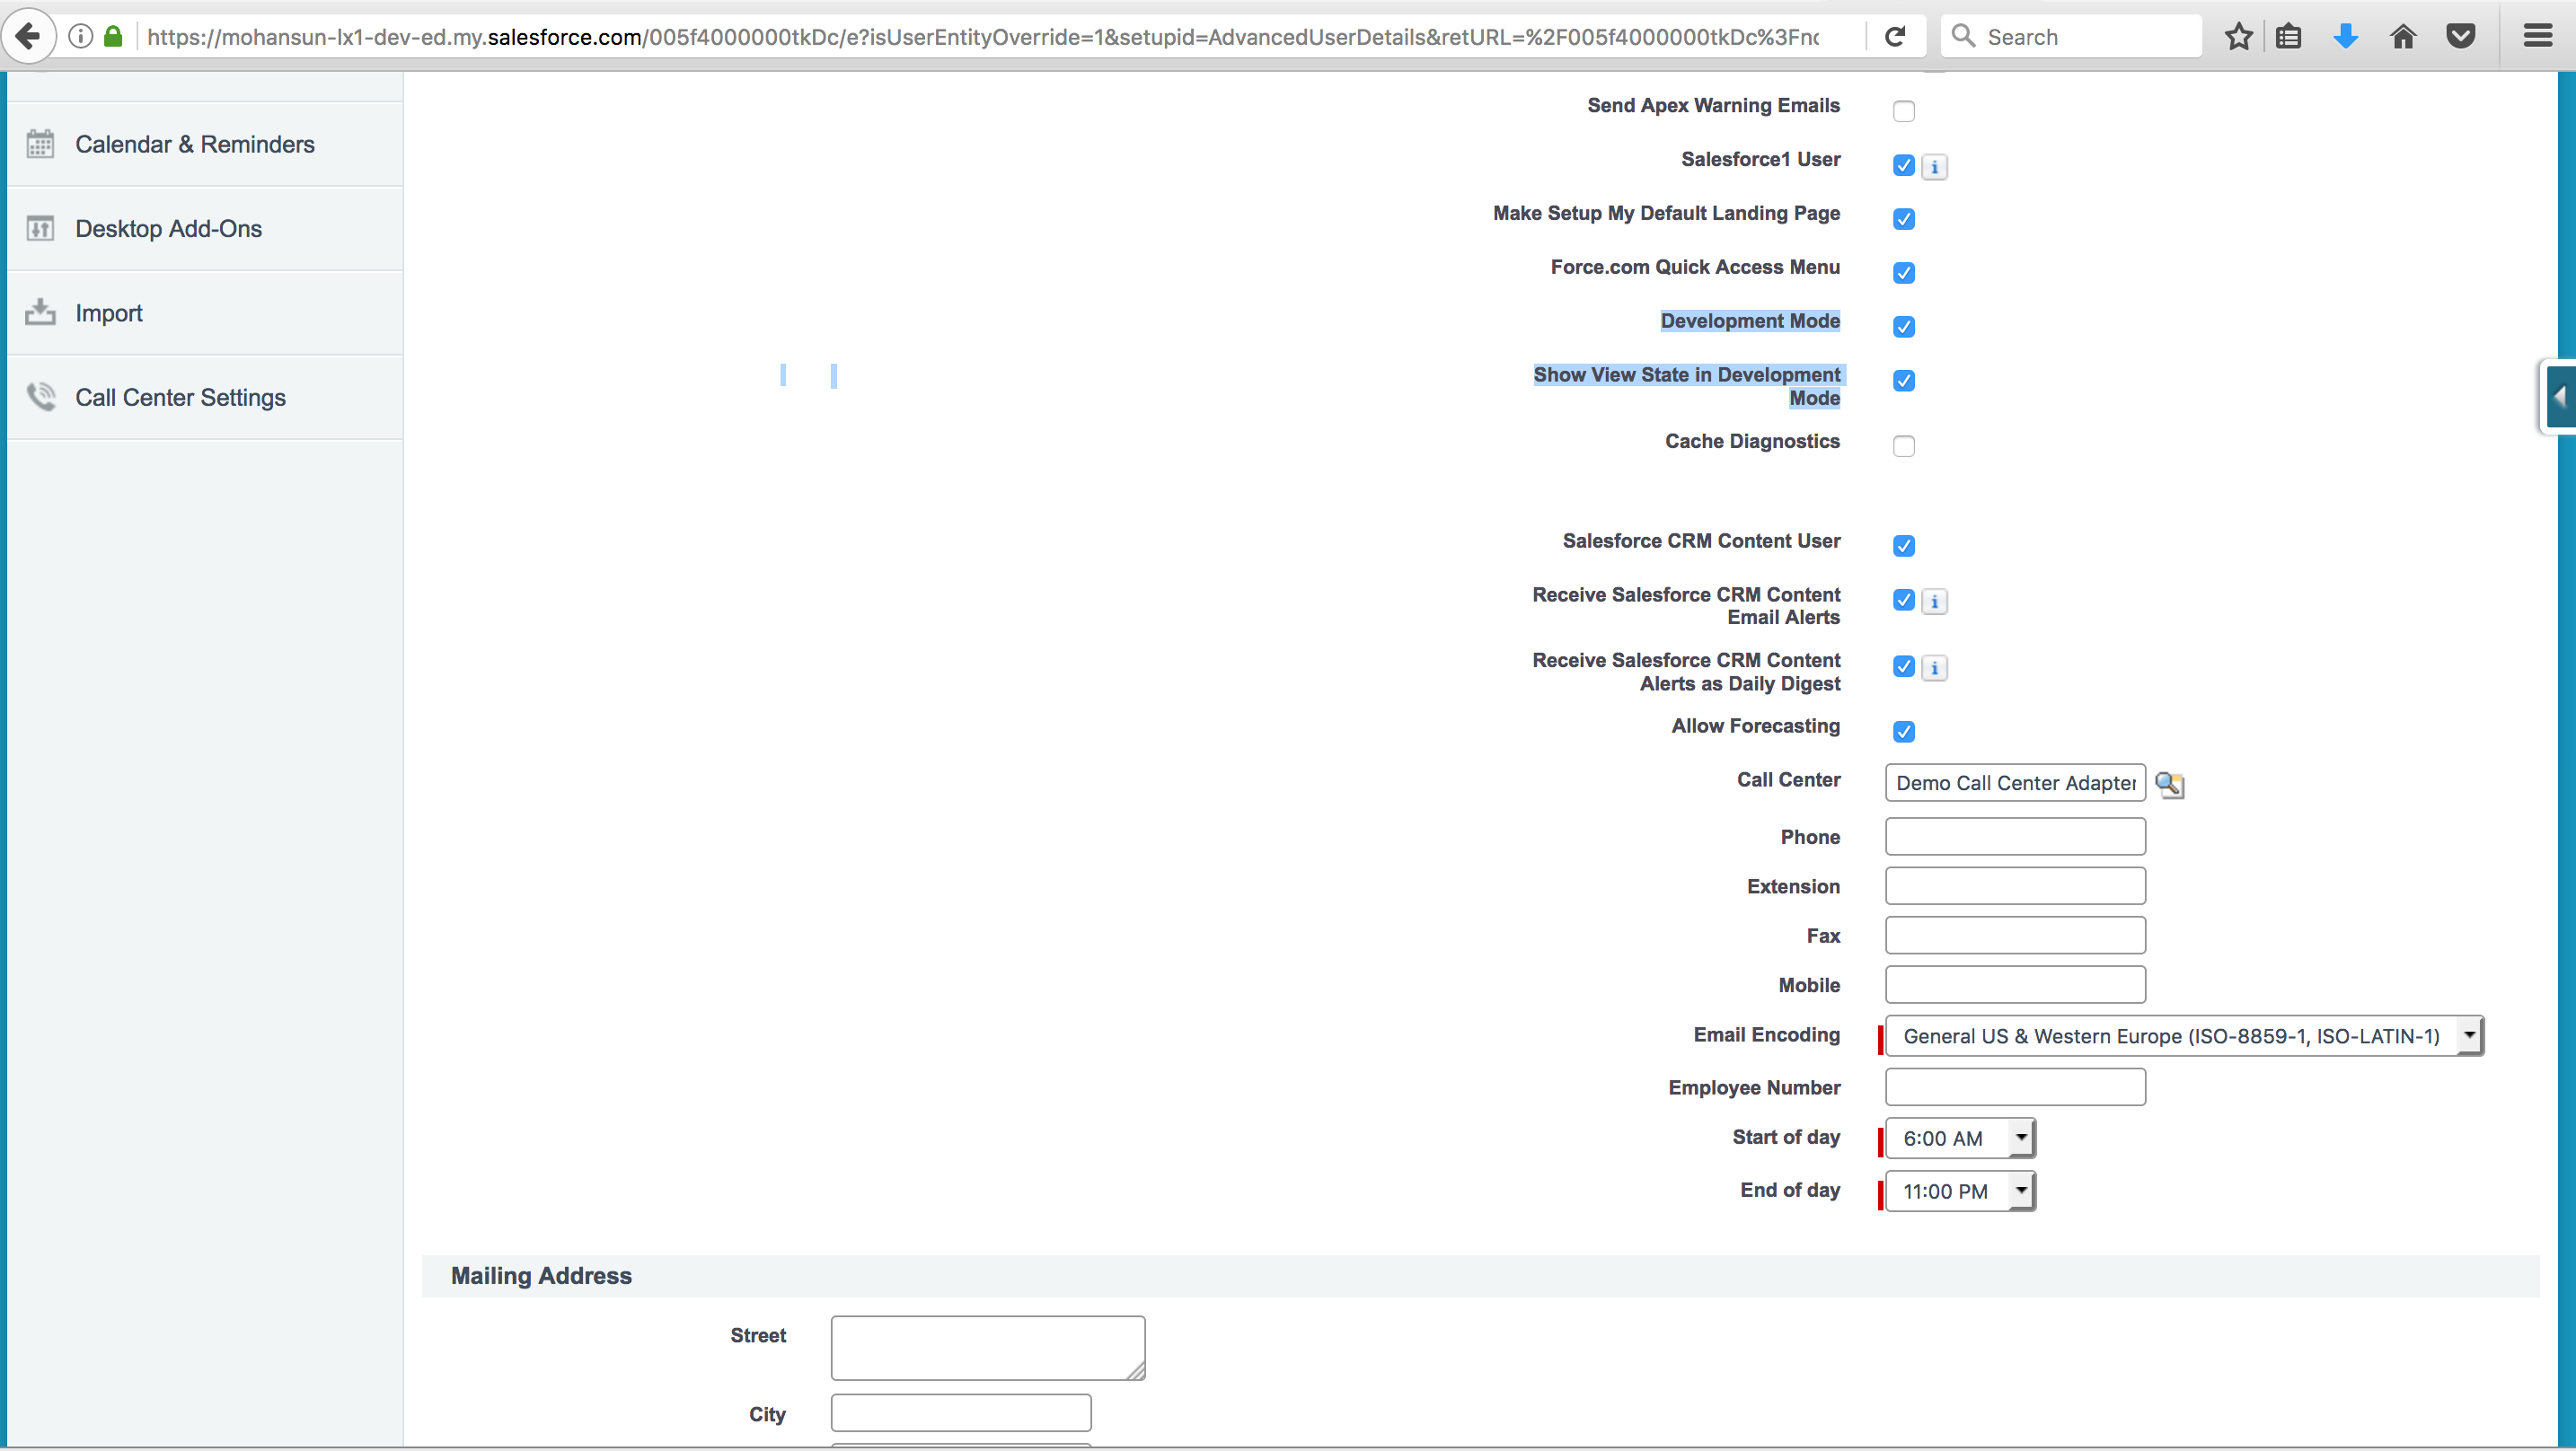 https://mohansun-lx1-dev-ed.my.salesforce.com/005f4000000tkDc/e?isUserEntityOverride=1&setupid=AdvancedUserDetails&retURL=%2F005f4000000tkDc%3Fno
Search
Calendar & Reminders
Desktop Add-Ons
Import
Call Center Settings
Send Apex Warning Emails
Salesforce1 User
Make Setup My Default Landing Page
Force.com Quick Access Menu
Development Mode
Show View State in Development
Mode
Cache Diagnostics
Salesforce CRM Content User
Receive Salesforce CRM Content
Email Alerts
Receive Salesforce CRM Content
Alerts as Daily Digest
Allow Forecasting
Call Center Demo Call Center Adapter
Phone
Extension
Fax
Mobile
Email Encoding General US & Western Europe (ISO-8859-1, ISO-LATIN-1)
Employee Number
Start of day 6:00 AM
End of day 11:00 PM
Mailing Address
Street
City